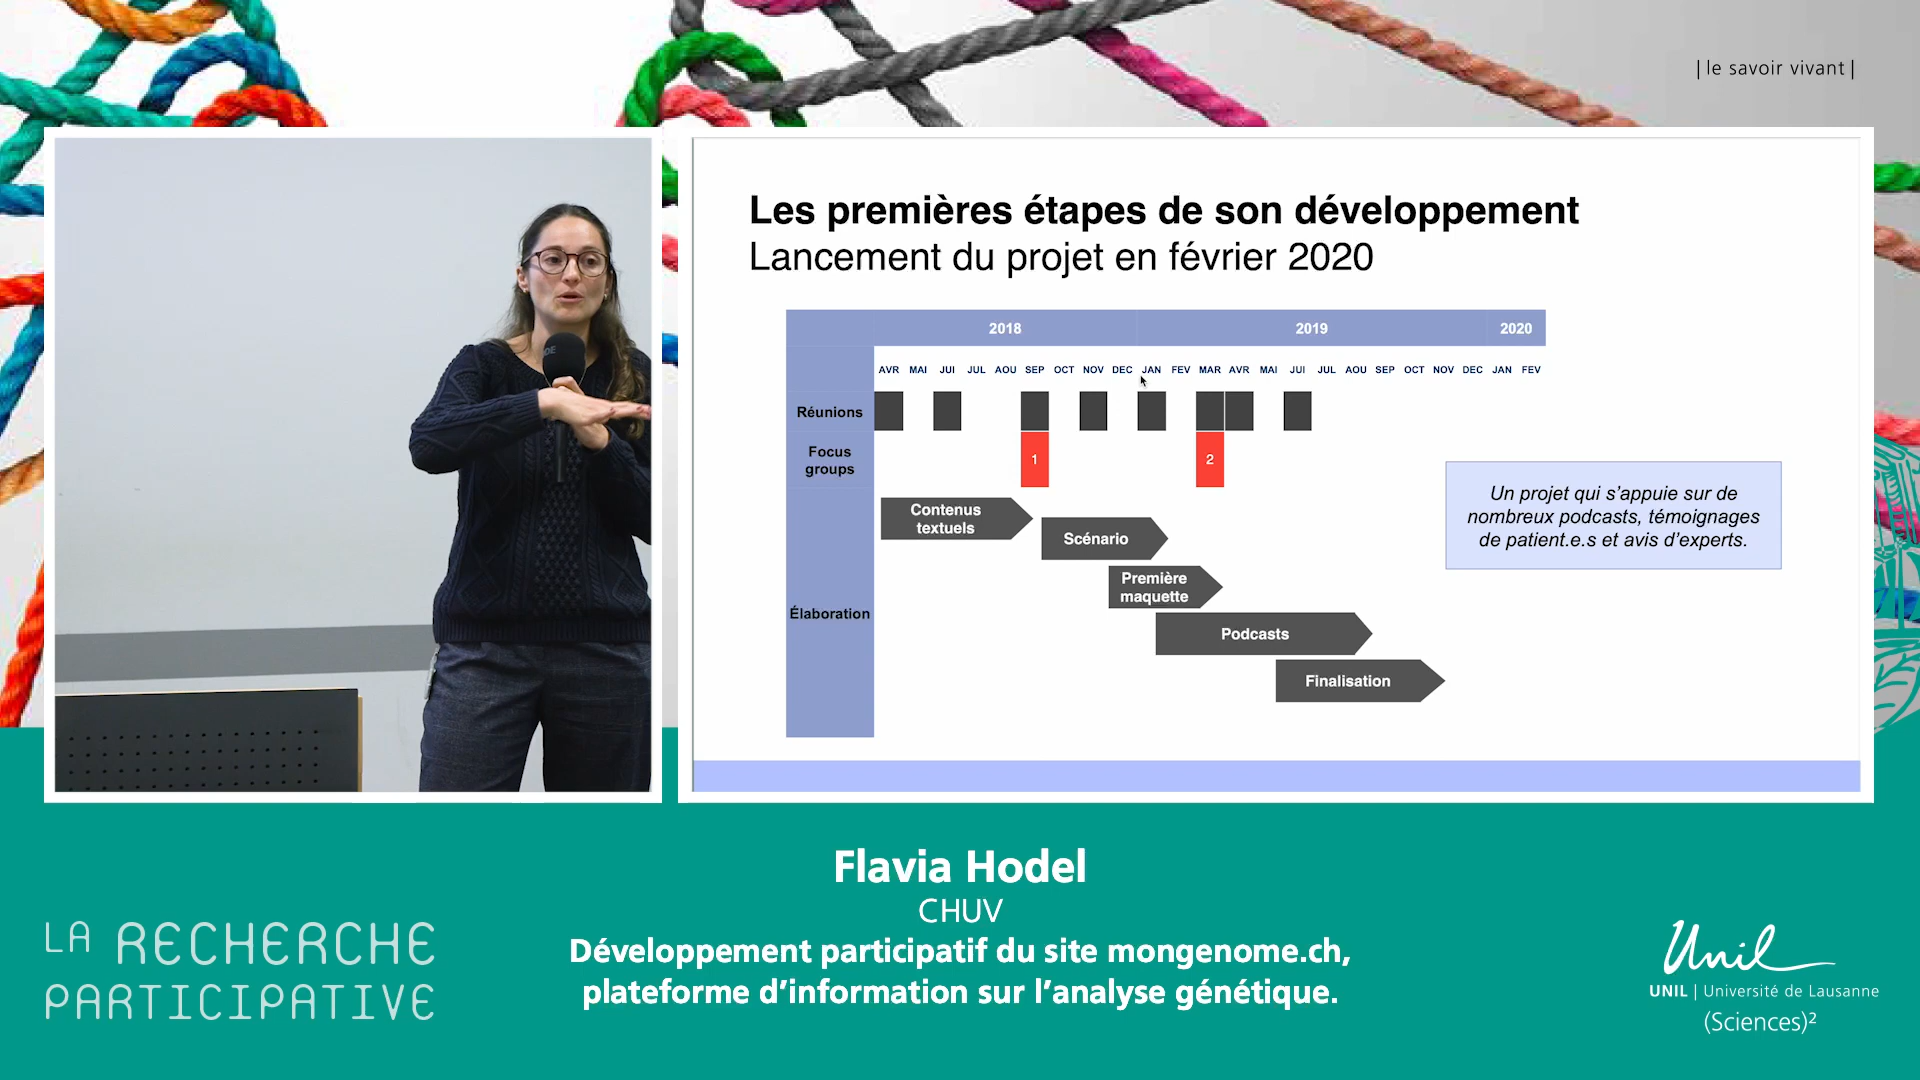 | le savoir vivant |
Les premières étapes de son développement
Lancement du projet en février 2020
2018 2019 2020
AVR MAI JUI JUL AOU SEP OCT NOV DEC JAN FEV MAR AVR MAI JUI JUL AOU SEP OCT NOV DEC JAN FEV
Réunions
Focus
groups
1 2
Élaboration
Contenus
textuels
Scénario
Première
maquette
Podcasts
Finalisation
Un projet qui s’appuie sur de
nombreux podcasts, témoignages
de patient.e.s et avis d’experts.
Flavia Hodel
CHUV
Développement participatif du site mongenome.ch,
plateforme d’information sur l’analyse génétique.
LA RECHERCHE
PARTICIPATIVE
Unil
UNIL | Université de Lausanne
(Sciences)²